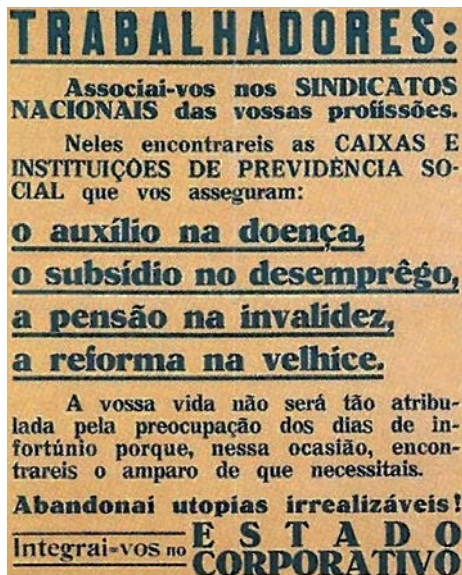 TRABALHADORES:
Associai-vos nos SINDICATOS
NACIONAIS das vossas profissões.
Neles encontrareis as CAIXAS E
INSTITUIÇÕES DE PREVIDÊNCIA SO-
CIAL que vos asseguram:
o auxílio na doença,
o subsídio no desemprêgo,
a pensão na invalidez,
a reforma na velhice.
A vossa vida não será tão atribu-
lada pela preocupação dos dias de in-
fortúnio porque, nessa ocasião, encon-
trareis o amparo de que necessitais.
Abandonai utopias irrealizáveis!
Integrai-vos no ESTADO
CORPORATIVO